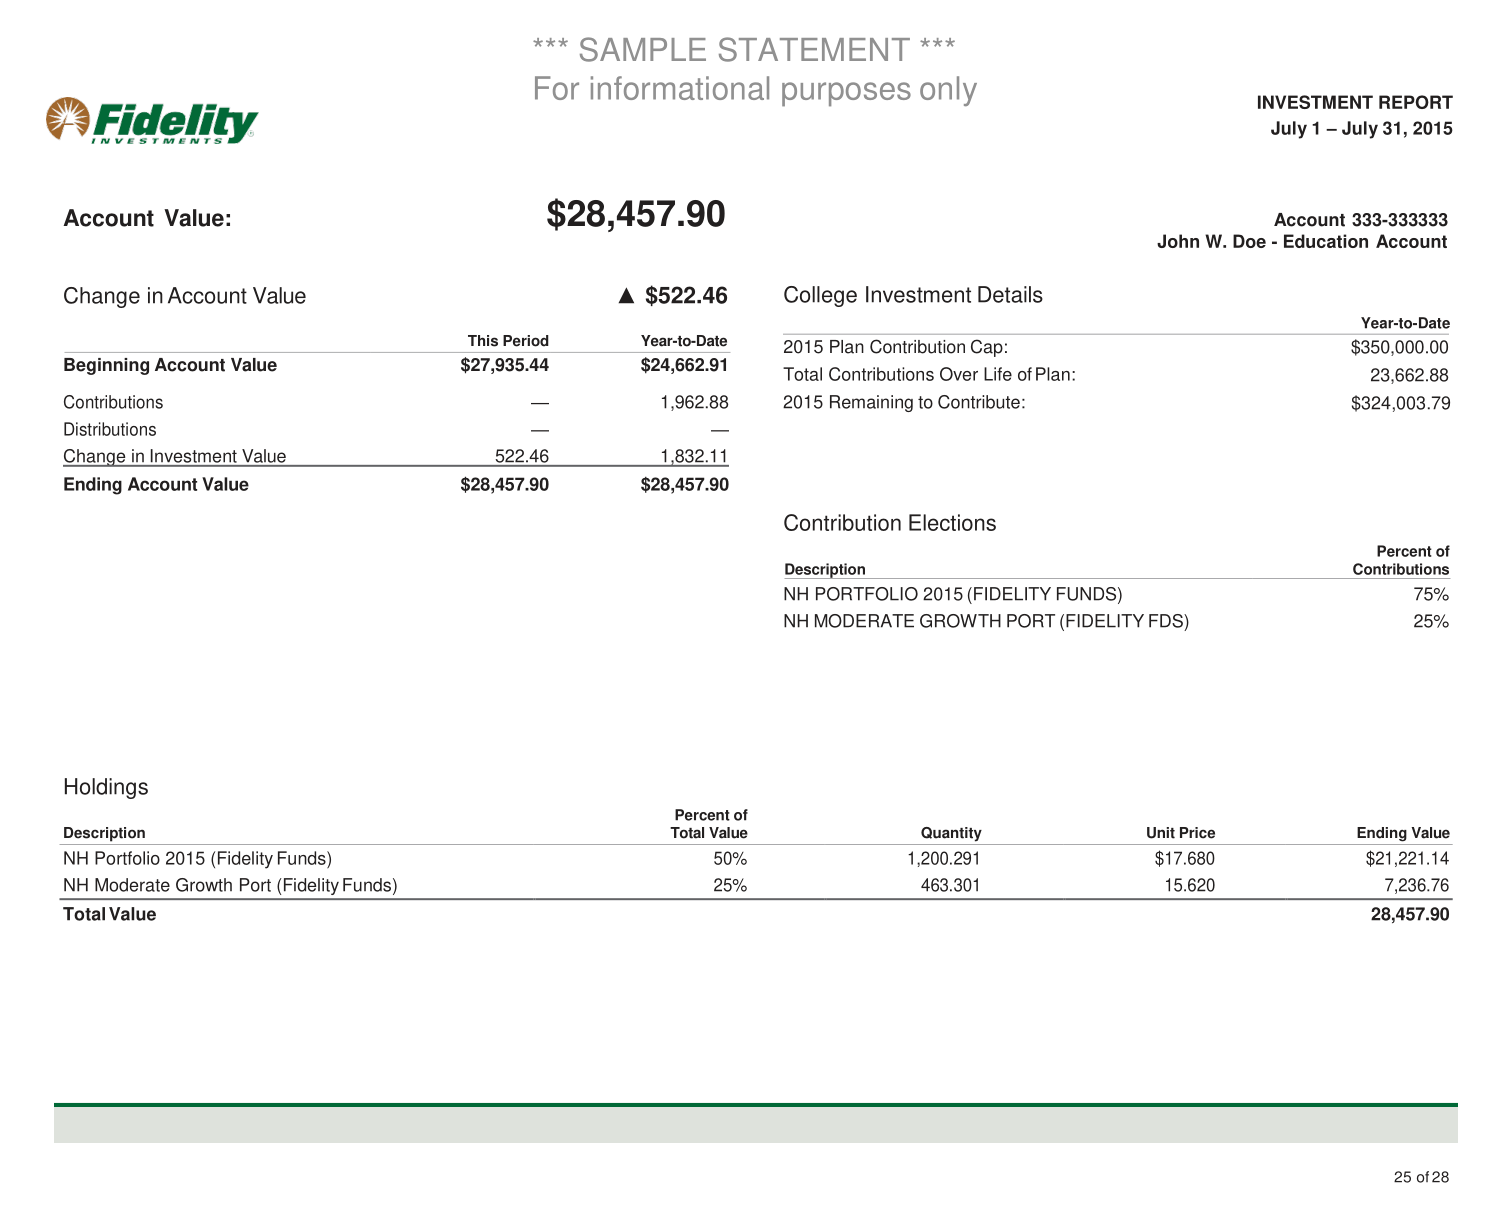 *** SAMPLE STATEMENT ***
For informational purposes only
Fidelity
INVESTMENTS
INVESTMENT REPORT
July 1 – July 31, 2015
Account Value: $28,457.90
Account 333-333333
John W. Doe - Education Account
Change in Account Value ▲ $522.46
This Period Year-to-Date
Beginning Account Value $27,935.44 $24,662.91
Contributions — 1,962.88
Distributions — —
Change in Investment Value 522.46 1,832.11
Ending Account Value $28,457.90 $28,457.90
College Investment Details
Year-to-Date
2015 Plan Contribution Cap: $350,000.00
Total Contributions Over Life of Plan: 23,662.88
2015 Remaining to Contribute: $324,003.79
Contribution Elections
Percent of
Description Contributions
NH PORTFOLIO 2015 (FIDELITY FUNDS) 75%
NH MODERATE GROWTH PORT (FIDELITY FDS) 25%
Holdings
Percent of
Description Total Value Quantity Unit Price Ending Value
NH Portfolio 2015 (Fidelity Funds) 50% 1,200.291 $17.680 $21,221.14
NH Moderate Growth Port (Fidelity Funds) 25% 463.301 15.620 7,236.76
Total Value 28,457.90
25 of 28